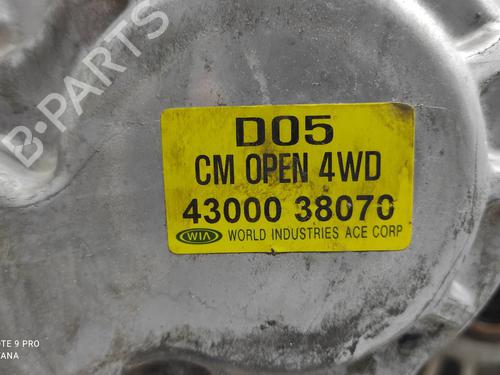 B-PARTS
D05
CM OPEN 4WD
43000 38070
WIA WORLD INDUSTRIES ACE CORP
TE 9 PRO
ANA